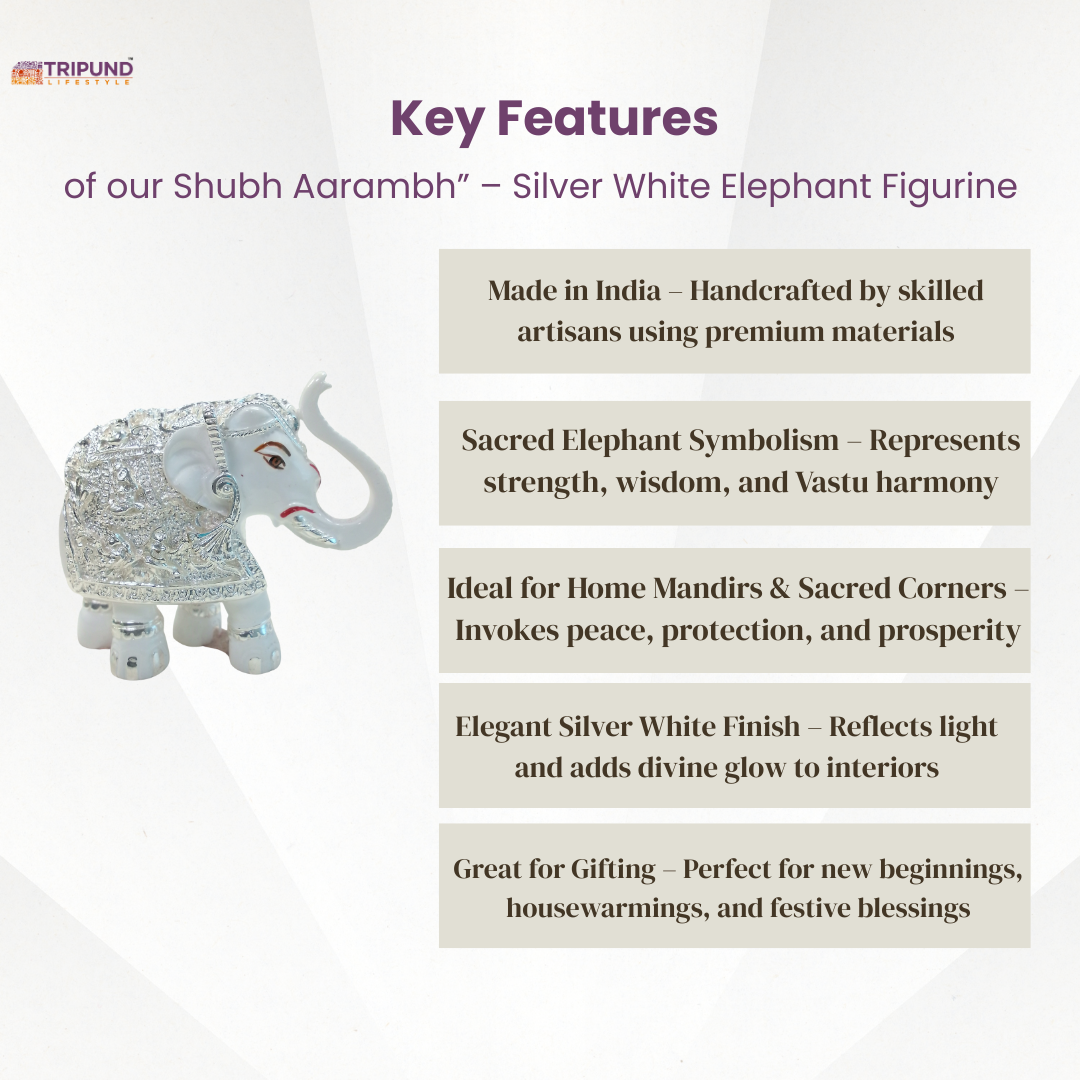 TRIPUND™
LIFESTYLE
Key Features
of our Shubh Aarambh” – Silver White Elephant Figurine
Made in India – Handcrafted by skilled
artisans using premium materials
Sacred Elephant Symbolism – Represents
strength, wisdom, and Vastu harmony
Ideal for Home Mandirs & Sacred Corners –
Invokes peace, protection, and prosperity
Elegant Silver White Finish – Reflects light
and adds divine glow to interiors
Great for Gifting – Perfect for new beginnings,
housewarmings, and festive blessings